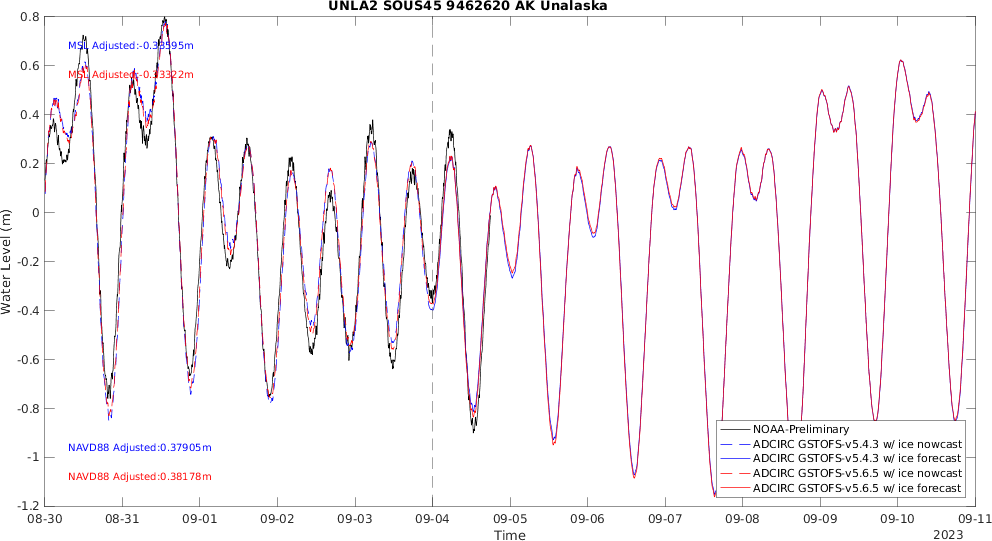 UNLA2 SOUS45 9462620 AK Unalaska
0.8
0.6
0.4
0.2
0
-0.2
-0.4
-0.6
-0.8
-1
-1.2
Water Level (m)
MSL Adjusted:-0.33595m
MSL Adjusted:-0.33322m
NAVD88 Adjusted:0.37905m
NAVD88 Adjusted:0.38178m
NOAA-Preliminary
ADCIRC GSTOFS-v5.4.3 w/ ice nowcast
ADCIRC GSTOFS-v5.4.3 w/ ice forecast
ADCIRC GSTOFS-v5.6.5 w/ ice nowcast
ADCIRC GSTOFS-v5.6.5 w/ ice forecast
08-30 08-31 09-01 09-02 09-03 09-04 09-05 09-06 09-07 09-08 09-09 09-10 09-11
Time
2023